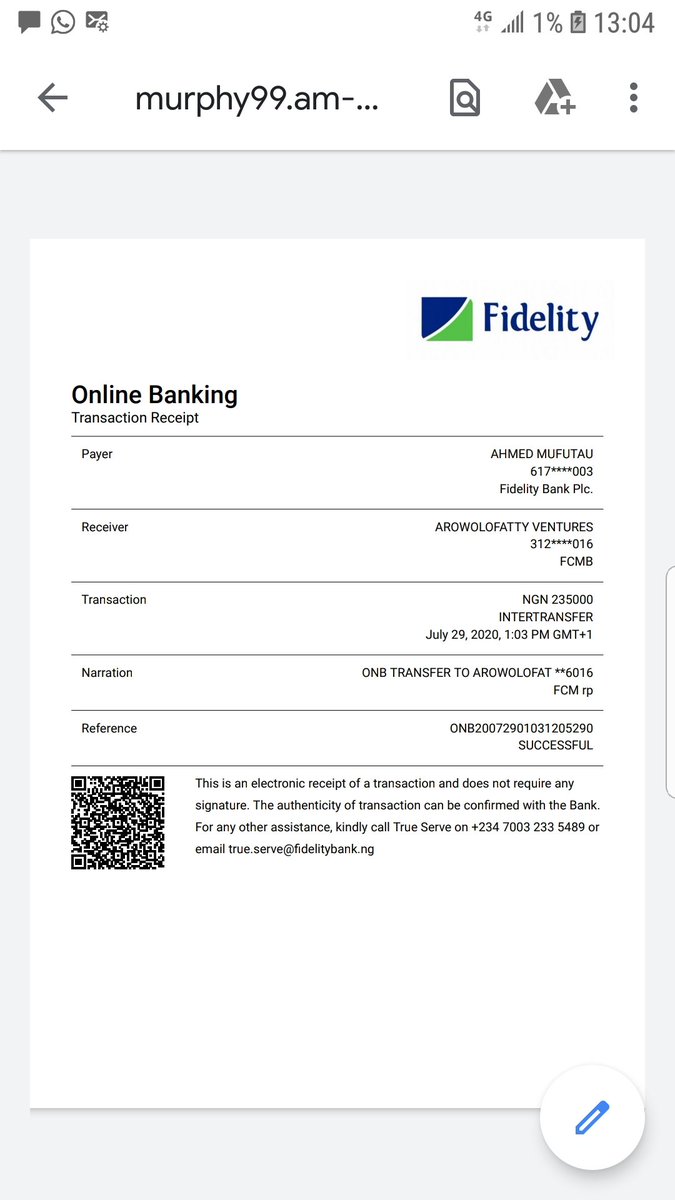 4G 1% 13:04
murphy99.am-...
Fidelity
Online Banking
Transaction Receipt
Payer
AHMED MUFUTAU
617****003
Fidelity Bank Plc.
Receiver
AROWOLOFATTY VENTURES
312****016
FCMB
Transaction
NGN 235000
INTERTRANSFER
July 29, 2020, 1:03 PM GMT+1
Narration
ONB TRANSFER TO AROWOLOFAT **6016
FCM rp
Reference
ONB20072901031205290
SUCCESSFUL
This is an electronic receipt of a transaction and does not require any
signature. The authenticity of transaction can be confirmed with the Bank.
For any other assistance, kindly call True Serve on +234 7003 233 5489 or
email true.serve@fidelitybank.ng